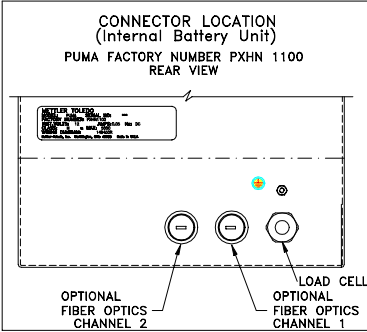 CONNECTOR LOCATION
(Internal Battery Unit)
PUMA FACTORY NUMBER PXHN 1100
REAR VIEW
METTLER TOLEDO
LOAD CELL
OPTIONAL
FIBER OPTICS
CHANNEL 2
OPTIONAL
FIBER OPTICS
CHANNEL 1